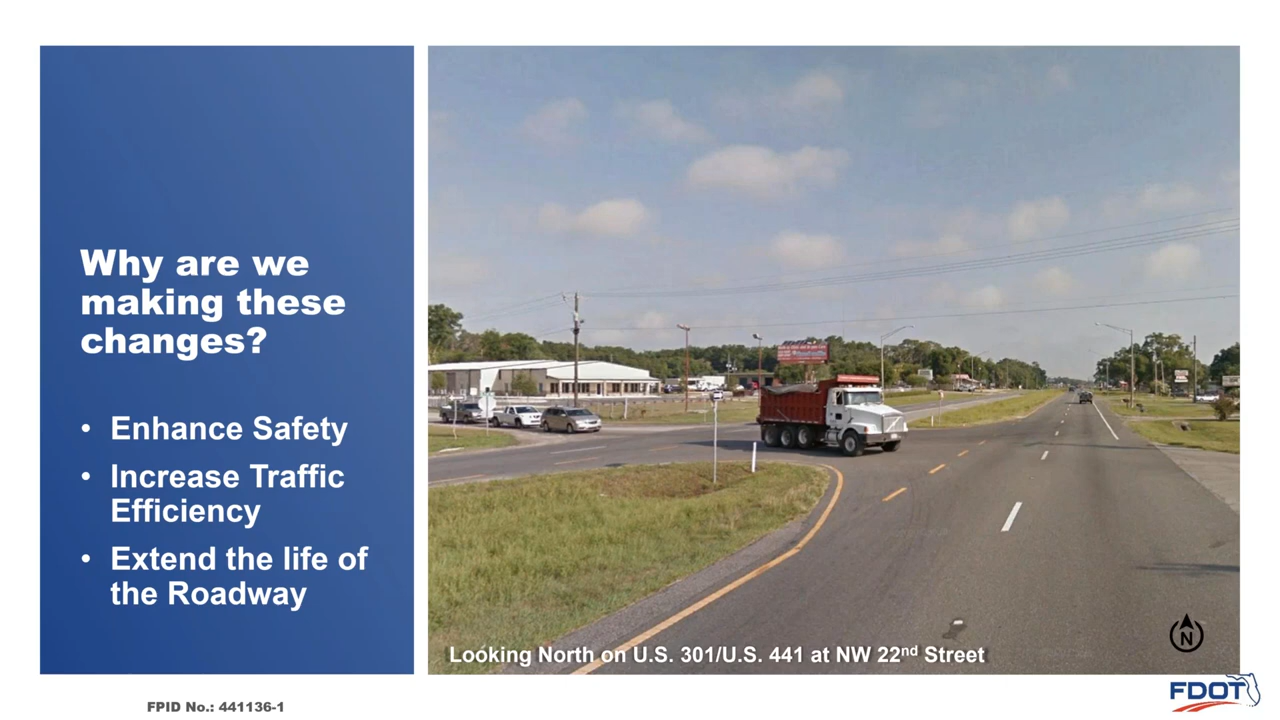 Why are we
making these
changes?
• Enhance Safety
• Increase Traffic
Efficiency
• Extend the life of
the Roadway
Looking North on U.S. 301/U.S. 441 at NW 22nd Street
N
FPID No.: 441136-1
FDOT